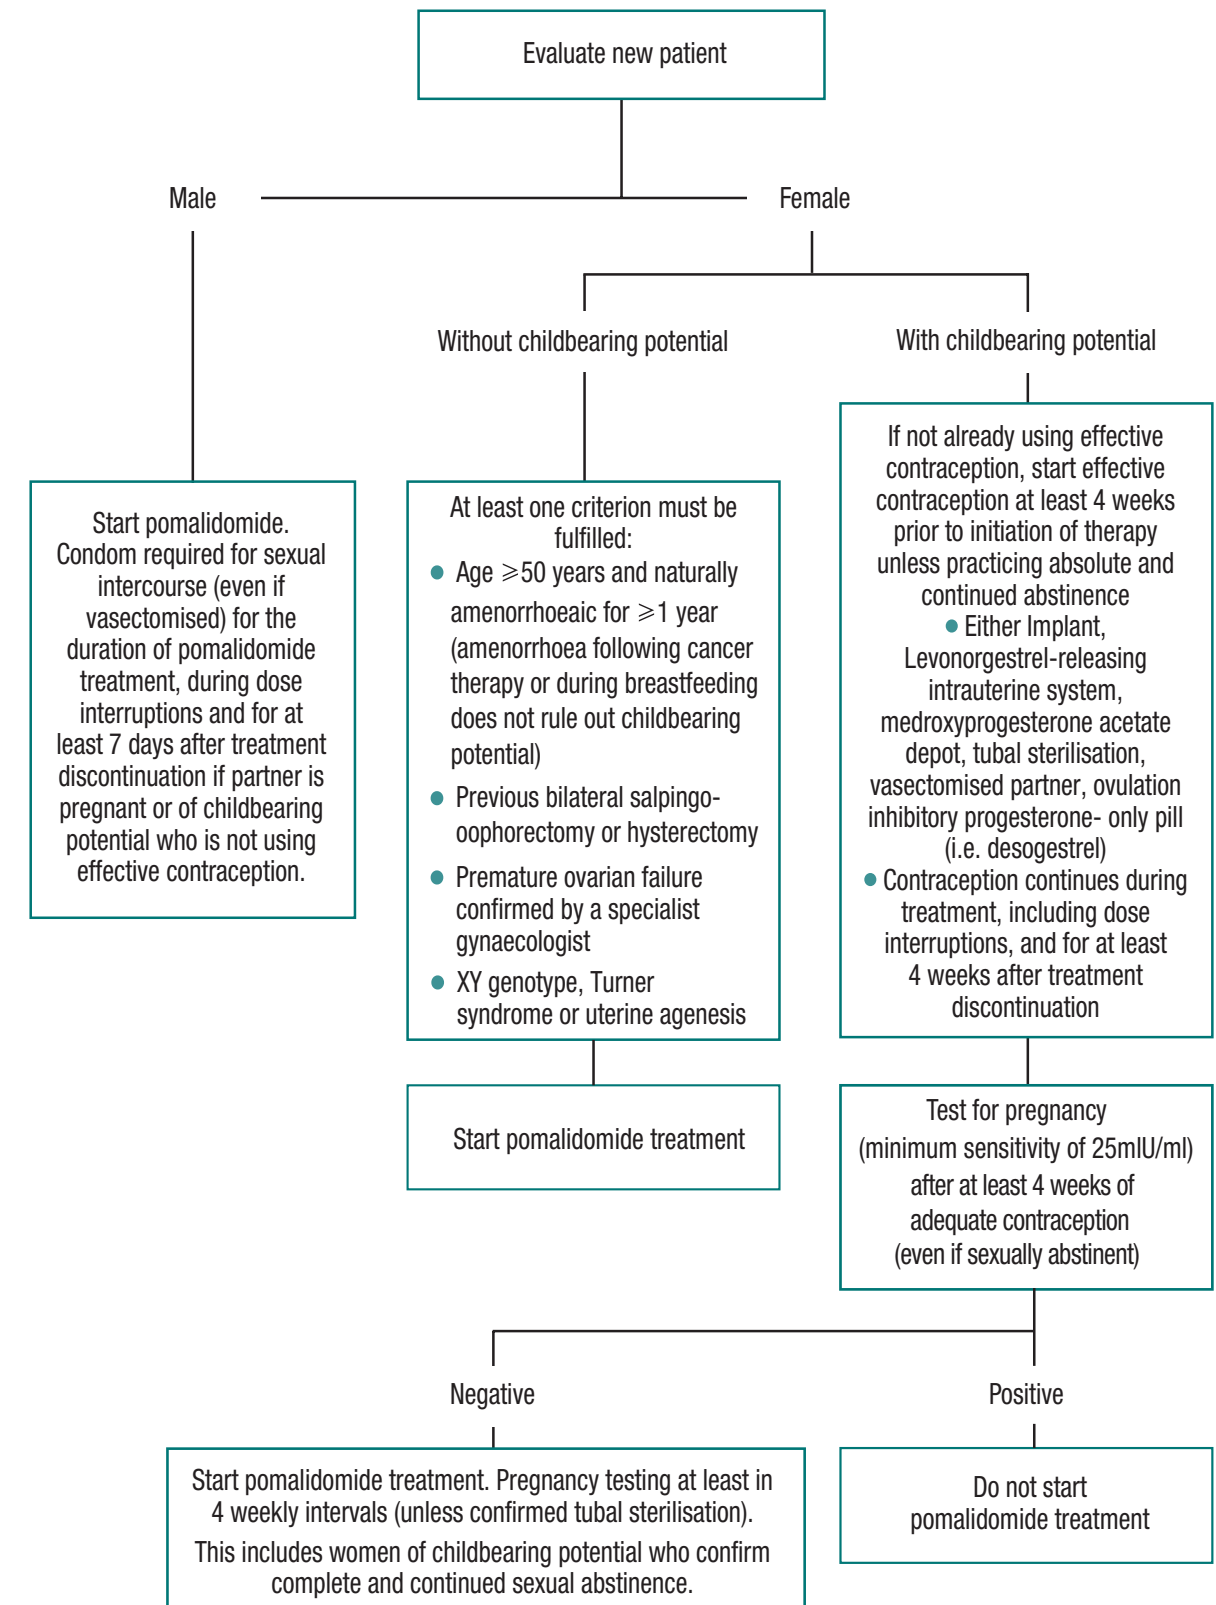 Evaluate new patient
Male
Female
Without childbearing potential
With childbearing potential
Start pomalidomide.
Condom required for sexual
intercourse (even if
vasectomised) for the
duration of pomalidomide
treatment, during dose
interruptions and for at
least 7 days after treatment
discontinuation if partner is
pregnant or of childbearing
potential who is not using
effective contraception.
At least one criterion must be
fulfilled:
● Age ⩾50 years and naturally
amenorrhoeaic for ⩾1 year
(amenorrhoea following cancer
therapy or during breastfeeding
does not rule out childbearing
potential)
● Previous bilateral salpingo-
oophorectomy or hysterectomy
● Premature ovarian failure
confirmed by a specialist
gynaecologist
● XY genotype, Turner
syndrome or uterine agenesis
Start pomalidomide treatment
If not already using effective
contraception, start effective
contraception at least 4 weeks
prior to initiation of therapy
unless practicing absolute and
continued abstinence
● Either Implant,
Levonorgestrel-releasing
intrauterine system,
medroxyprogesterone acetate
depot, tubal sterilisation,
vasectomised partner, ovulation
inhibitory progesterone- only pill
(i.e. desogestrel)
● Contraception continues during
treatment, including dose
interruptions, and for at least
4 weeks after treatment
discontinuation
Test for pregnancy
(minimum sensitivity of 25mIU/ml)
after at least 4 weeks of
adequate contraception
(even if sexually abstinent)
Negative
Positive
Start pomalidomide treatment. Pregnancy testing at least in
4 weekly intervals (unless confirmed tubal sterilisation).
This includes women of childbearing potential who confirm
complete and continued sexual abstinence.
Do not start
pomalidomide treatment